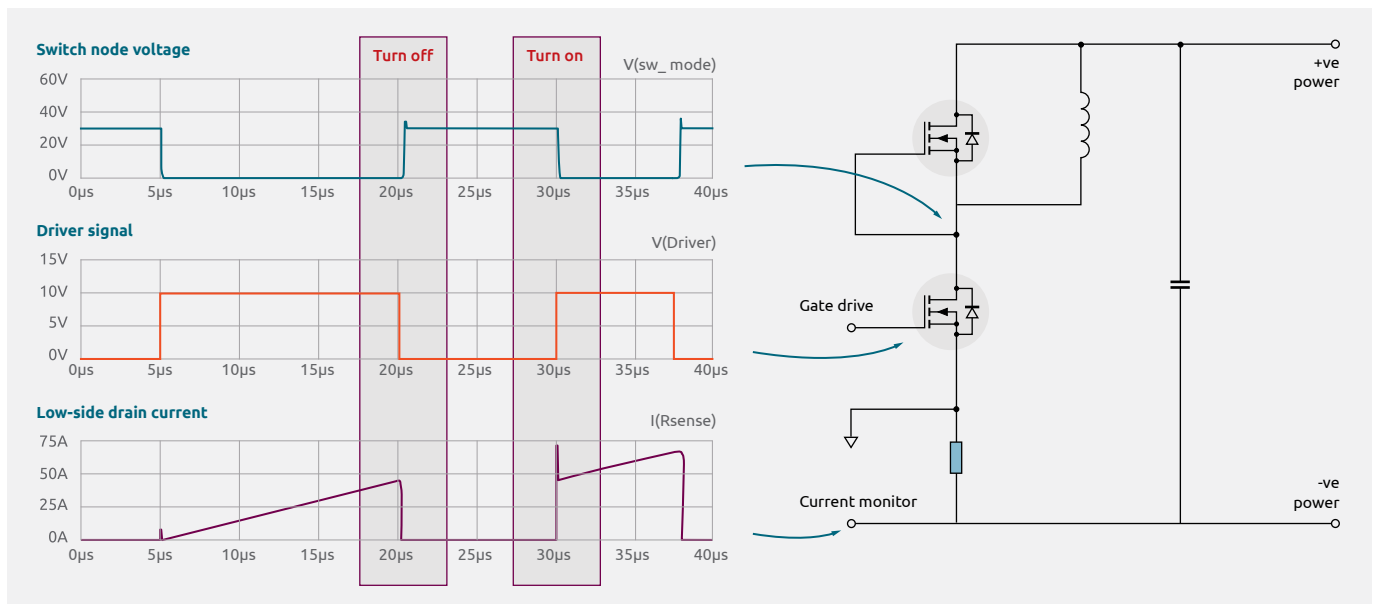 Switch node voltage
Turn off
Turn on
V(sw_ mode)
60V
40V
20V
0V
0µs
5µs
10µs
15µs
20µs
25µs
30µs
35µs
40µs
Driver signal
V(Driver)
15V
10V
5V
0V
0µs
5µs
10µs
15µs
20µs
25µs
30µs
35µs
40µs
Low-side drain current
I(Rsense)
75A
50A
25A
0A
0µs
5µs
10µs
15µs
20µs
25µs
30µs
35µs
40µs
+ve
power
Gate drive
Current monitor
-ve
power